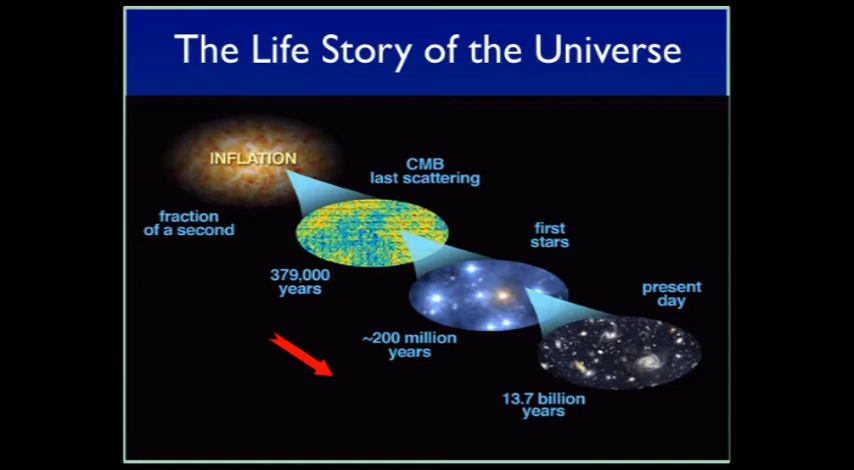 The Life Story of the Universe
INFLATION
fraction
of a second
CMB
last scattering
379,000
years
first
stars
~200 million
years
present
day
13.7 billion
years